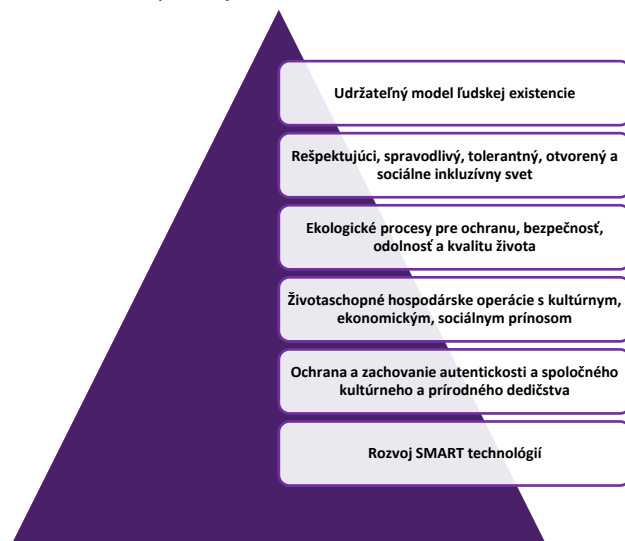 Udržateľný model ľudskej existencie
Rešpektujúci, spravodlivý, tolerantný, otvorený a
sociálne inkluzívny svet
Ekologické procesy pre ochranu, bezpečnosť,
odolnosť a kvalitu života
Životaschopné hospodárske operácie s kultúrnym,
ekonomickým, sociálnym prínosom
Ochrana a zachovanie autentickosti a spoločného
kultúrneho a prírodného dedičstva
Rozvoj SMART technológií